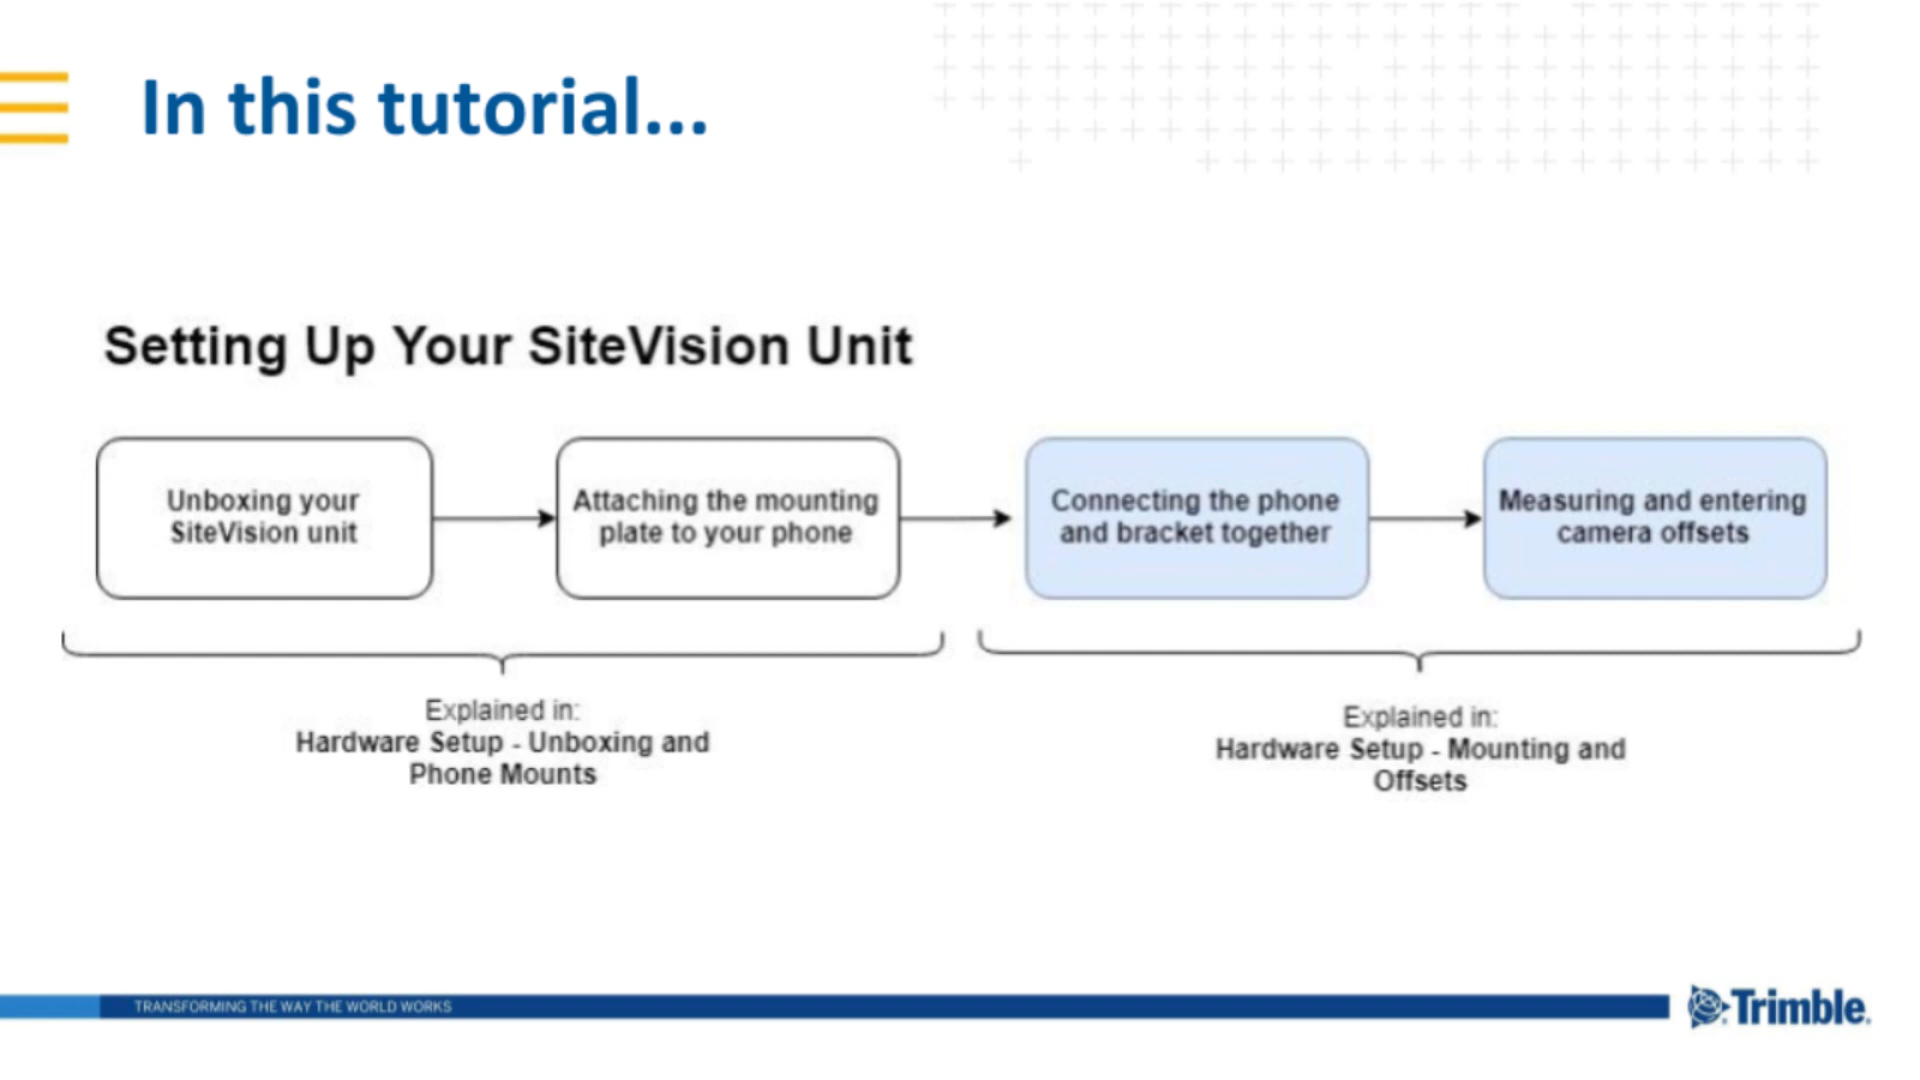 In this tutorial...
Setting Up Your SiteVision Unit
Unboxing your
SiteVision unit
Attaching the mounting
plate to your phone
Connecting the phone
and bracket together
Measuring and entering
camera offsets
Explained in:
Hardware Setup - Unboxing and
Phone Mounts
Explained in:
Hardware Setup - Mounting and
Offsets
TRANSFORMING THE WAY THE WORLD WORKS
Trimble.